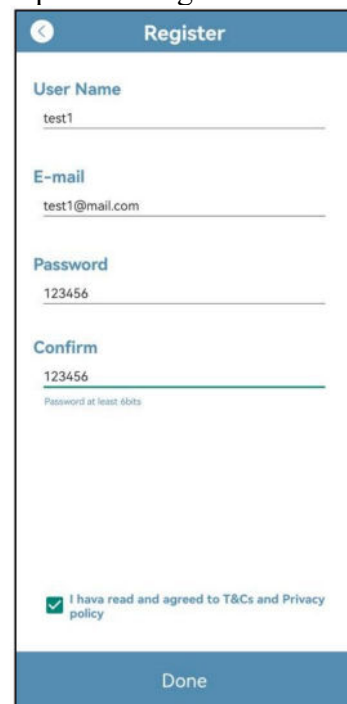 Register
User Name
test1
E-mail
test1@mail.com
Password
123456
Confirm
123456
Password at least 6bits
I hava read and agreed to T&Cs and Privacy
policy
Done